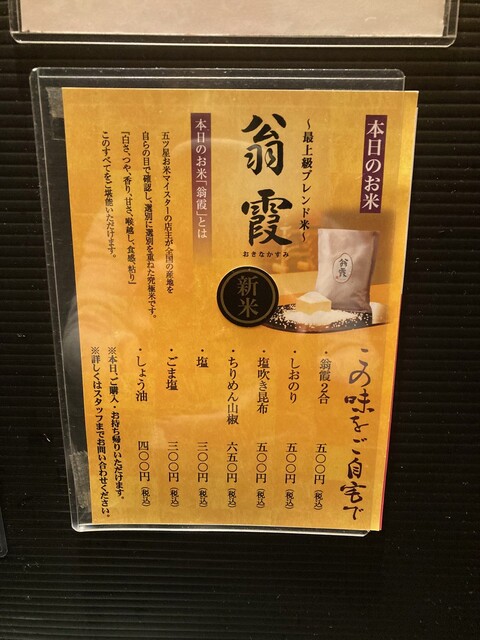 本日のお米
～最上級ブレンド米～
翁霞
おきなかすみ
新米
翁霞
本日のお米「翁霞」とは
五ツ星お米マイスターの店主が全国の産地を
自らの目で確認し、選別に選別を重ねた究極米です。
『白さ、つや、香り、甘さ、喉越し、食感、粘り』
このすべてをご堪能いただけます。
この味をご自宅で
・翁霞2合 五〇〇円(税込)
・しおのり 五〇〇円(税込)
・塩吹き昆布 五〇〇円(税込)
・ちりめん山椒 六五〇円(税込)
・塩 三〇〇円(税込)
・ごま塩 三〇〇円(税込)
・しょう油 四〇〇円(税込)
※本日、ご購入・お持ち帰りいただけます。
※詳しくはスタッフまでお問い合わせください。